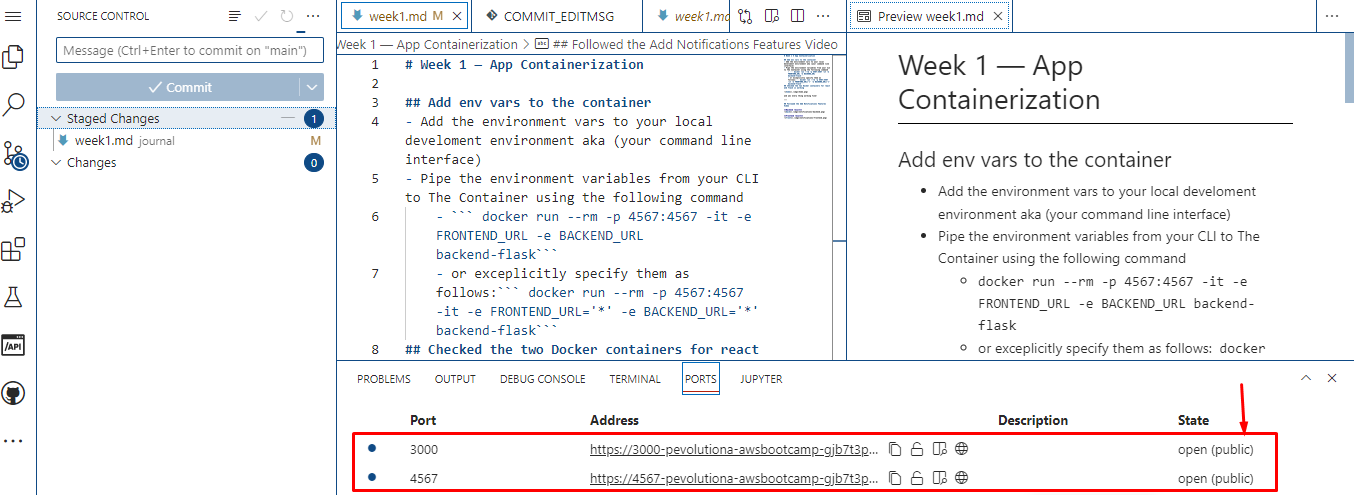 SOURCE CONTROL
Message (Ctrl+Enter to commit on "main")
Commit
Staged Changes
1
week1.md journal
M
Changes
0
/API
week1.md M
COMMIT_EDITMSG
week1.md
Week 1 — App Containerization > ## Followed the Add Notifications Features Video
1 # Week 1 — App Containerization
2
3 ## Add env vars to the container
4 - Add the environment vars to your local
develoment environment aka (your command line
interface)
5 - Pipe the environment variables from your CLI
to The Container using the following command
6 - ``` docker run --rm -p 4567:4567 -it -e
FRONTEND_URL -e BACKEND_URL
backend-flask```
7 - or exceplicitly specify them as
follows:``` docker run --rm -p 4567:4567
-it -e FRONTEND_URL='*' -e BACKEND_URL='*'
backend-flask```
8 ## Checked the two Docker containers for react
Preview week1.md
Week 1 — App
Containerization
Add env vars to the container
• Add the environment vars to your local develoment
environment aka (your command line interface)
• Pipe the environment variables from your CLI to The
Container using the following command
◦ docker run --rm -p 4567:4567 -it -e
FRONTEND_URL -e BACKEND_URL backend-
flask
◦ or exceplicitly specify them as follows: docker
PROBLEMS OUTPUT DEBUG CONSOLE TERMINAL PORTS JUPYTER
Port Address Description State
3000 https://3000-pevolutiona-awsbootcamp-gjb7t3p... open (public)
4567 https://4567-pevolutiona-awsbootcamp-gjb7t3p... open (public)